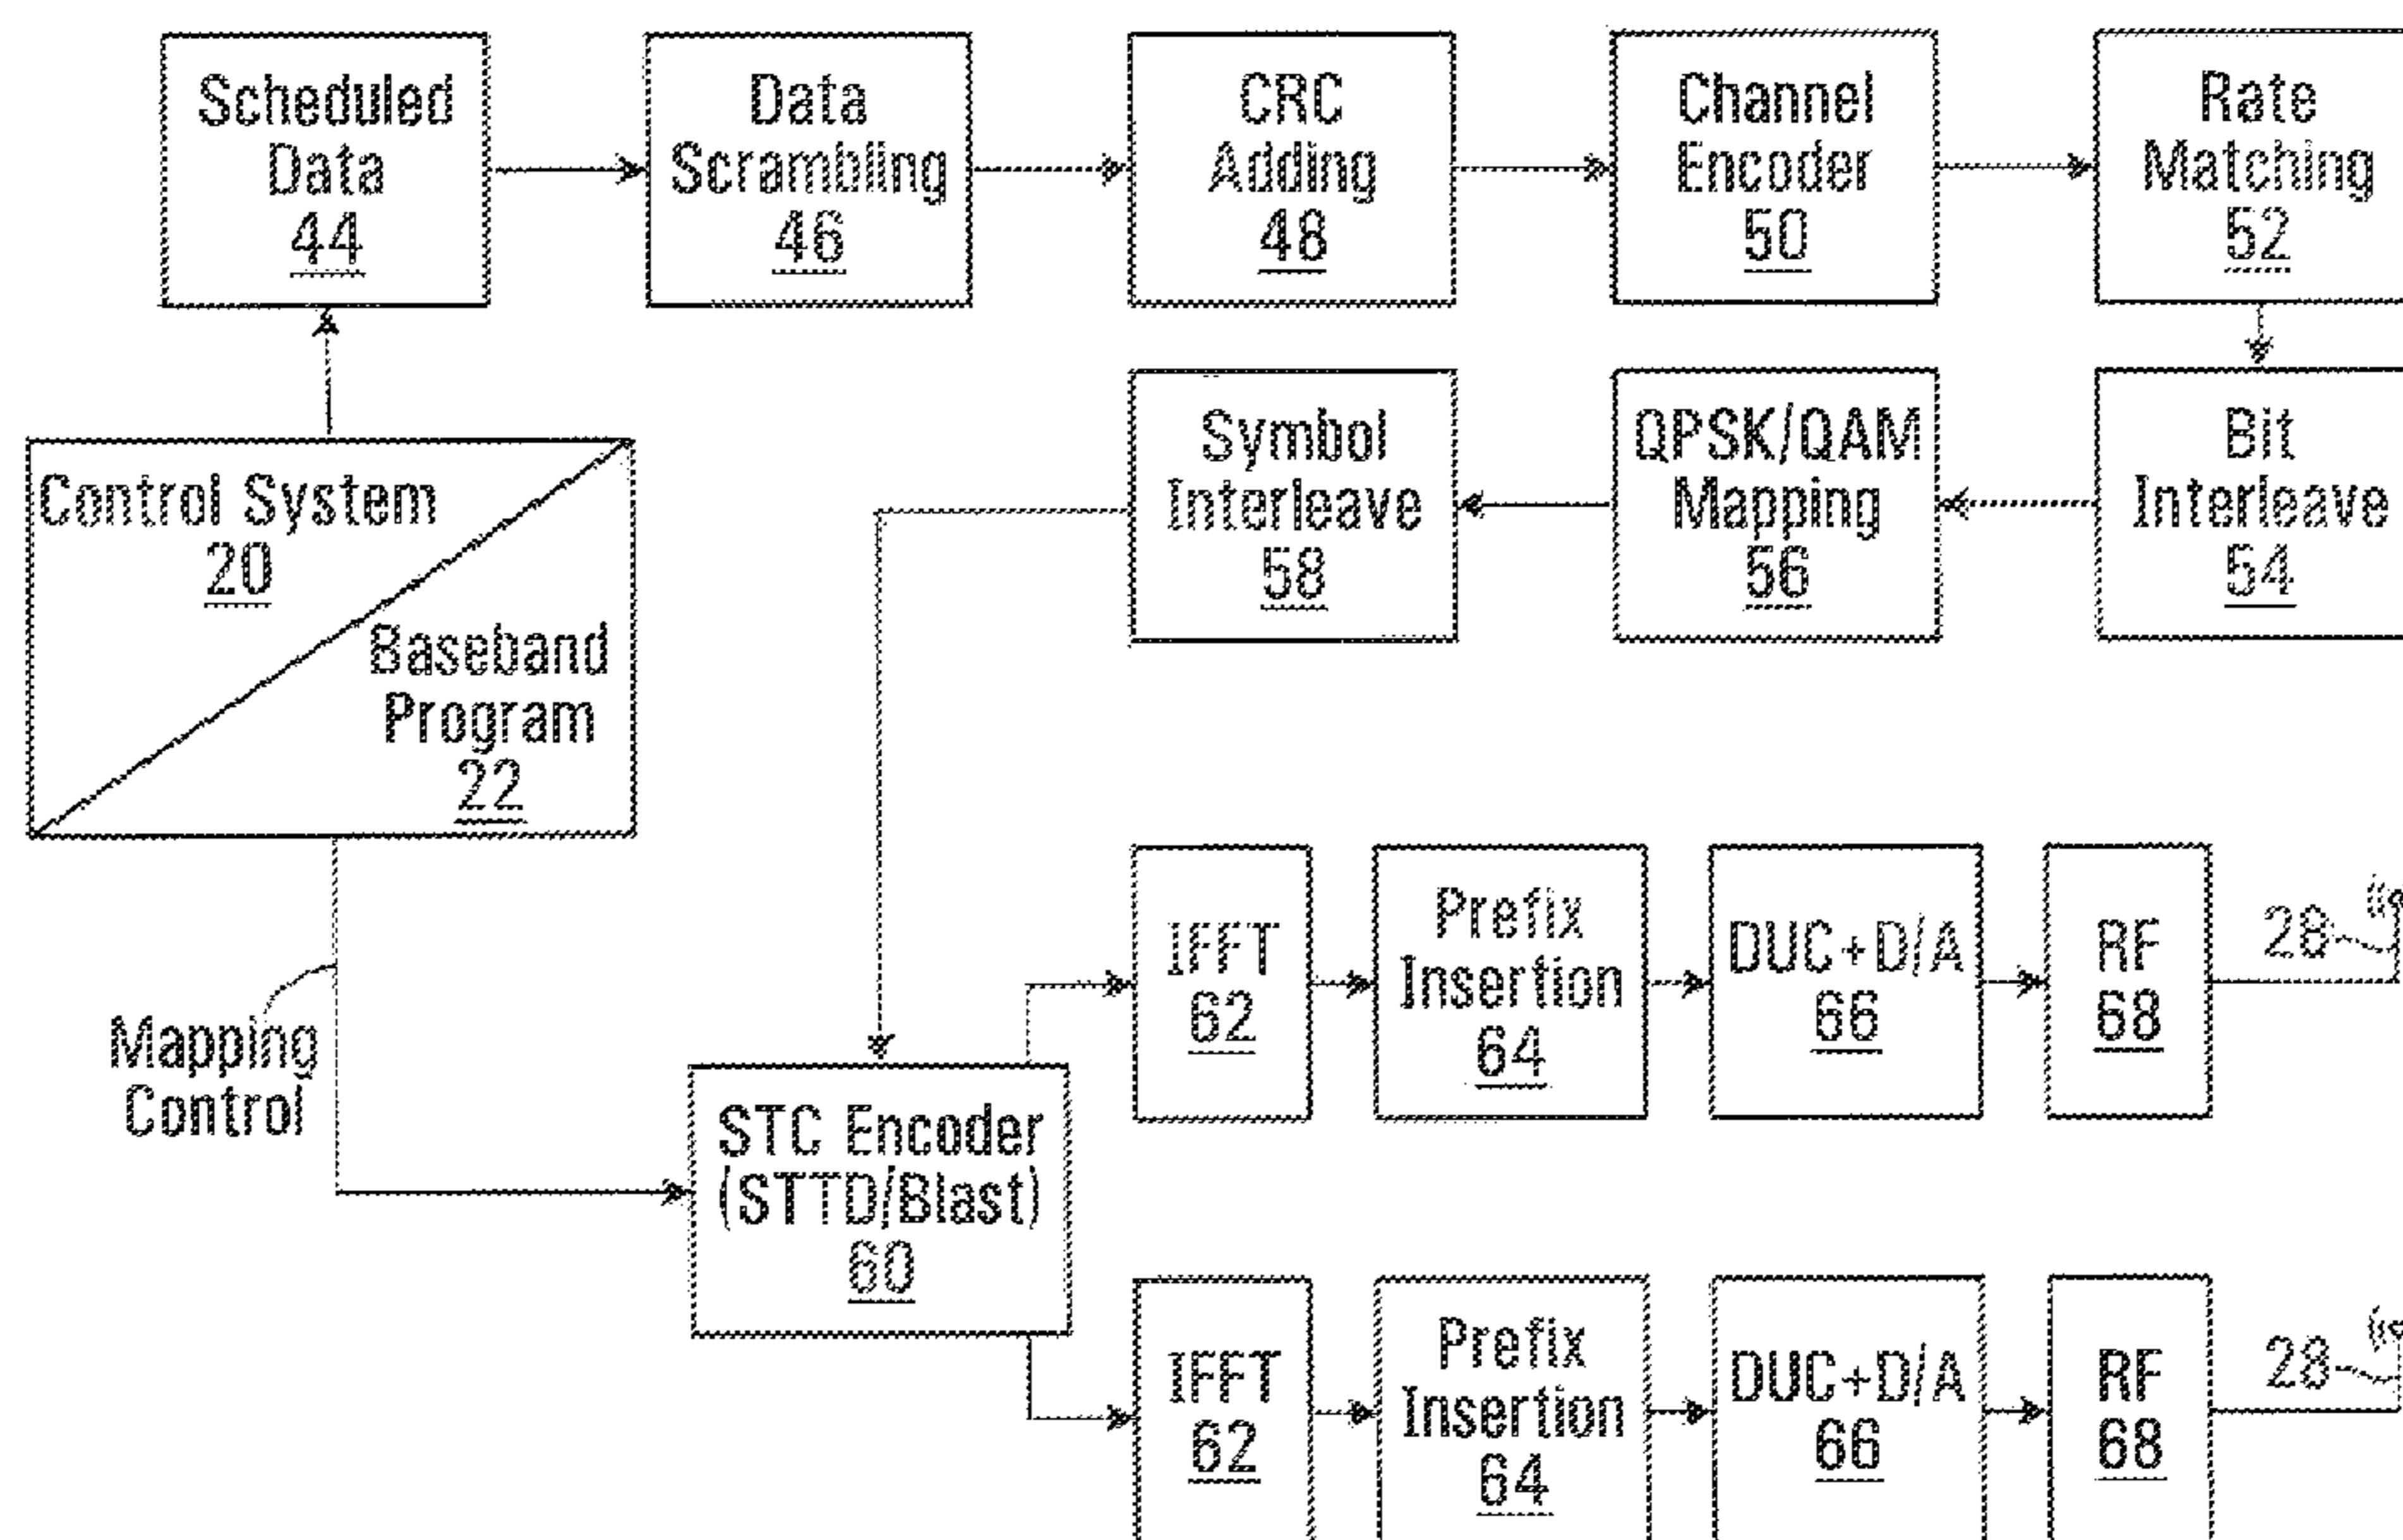 Scheduled
Data
44
Data
Scrambling
46
CRC
Adding
48
Channel
Encoder
50
Rate
Matching
52
Control System
20
Baseband
Program
22
Symbol
Interleave
58
QPSK/QAM
Mapping
56
Bit
Interleave
54
Mapping
Control
STC Encoder
(STTD/Blast)
60
IFFT
62
Prefix
Insertion
64
DUC+D/A
66
RF
68
28
IFFT
62
Prefix
Insertion
64
DUC+D/A
66
RF
68
28